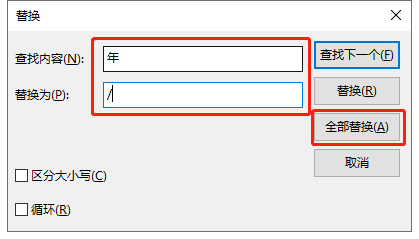 替换
查找内容(N): 年 查找下一个(F)
替换为(P): / 替换(R)
全部替换(A)
取消
区分大小写(C)
循环(R)